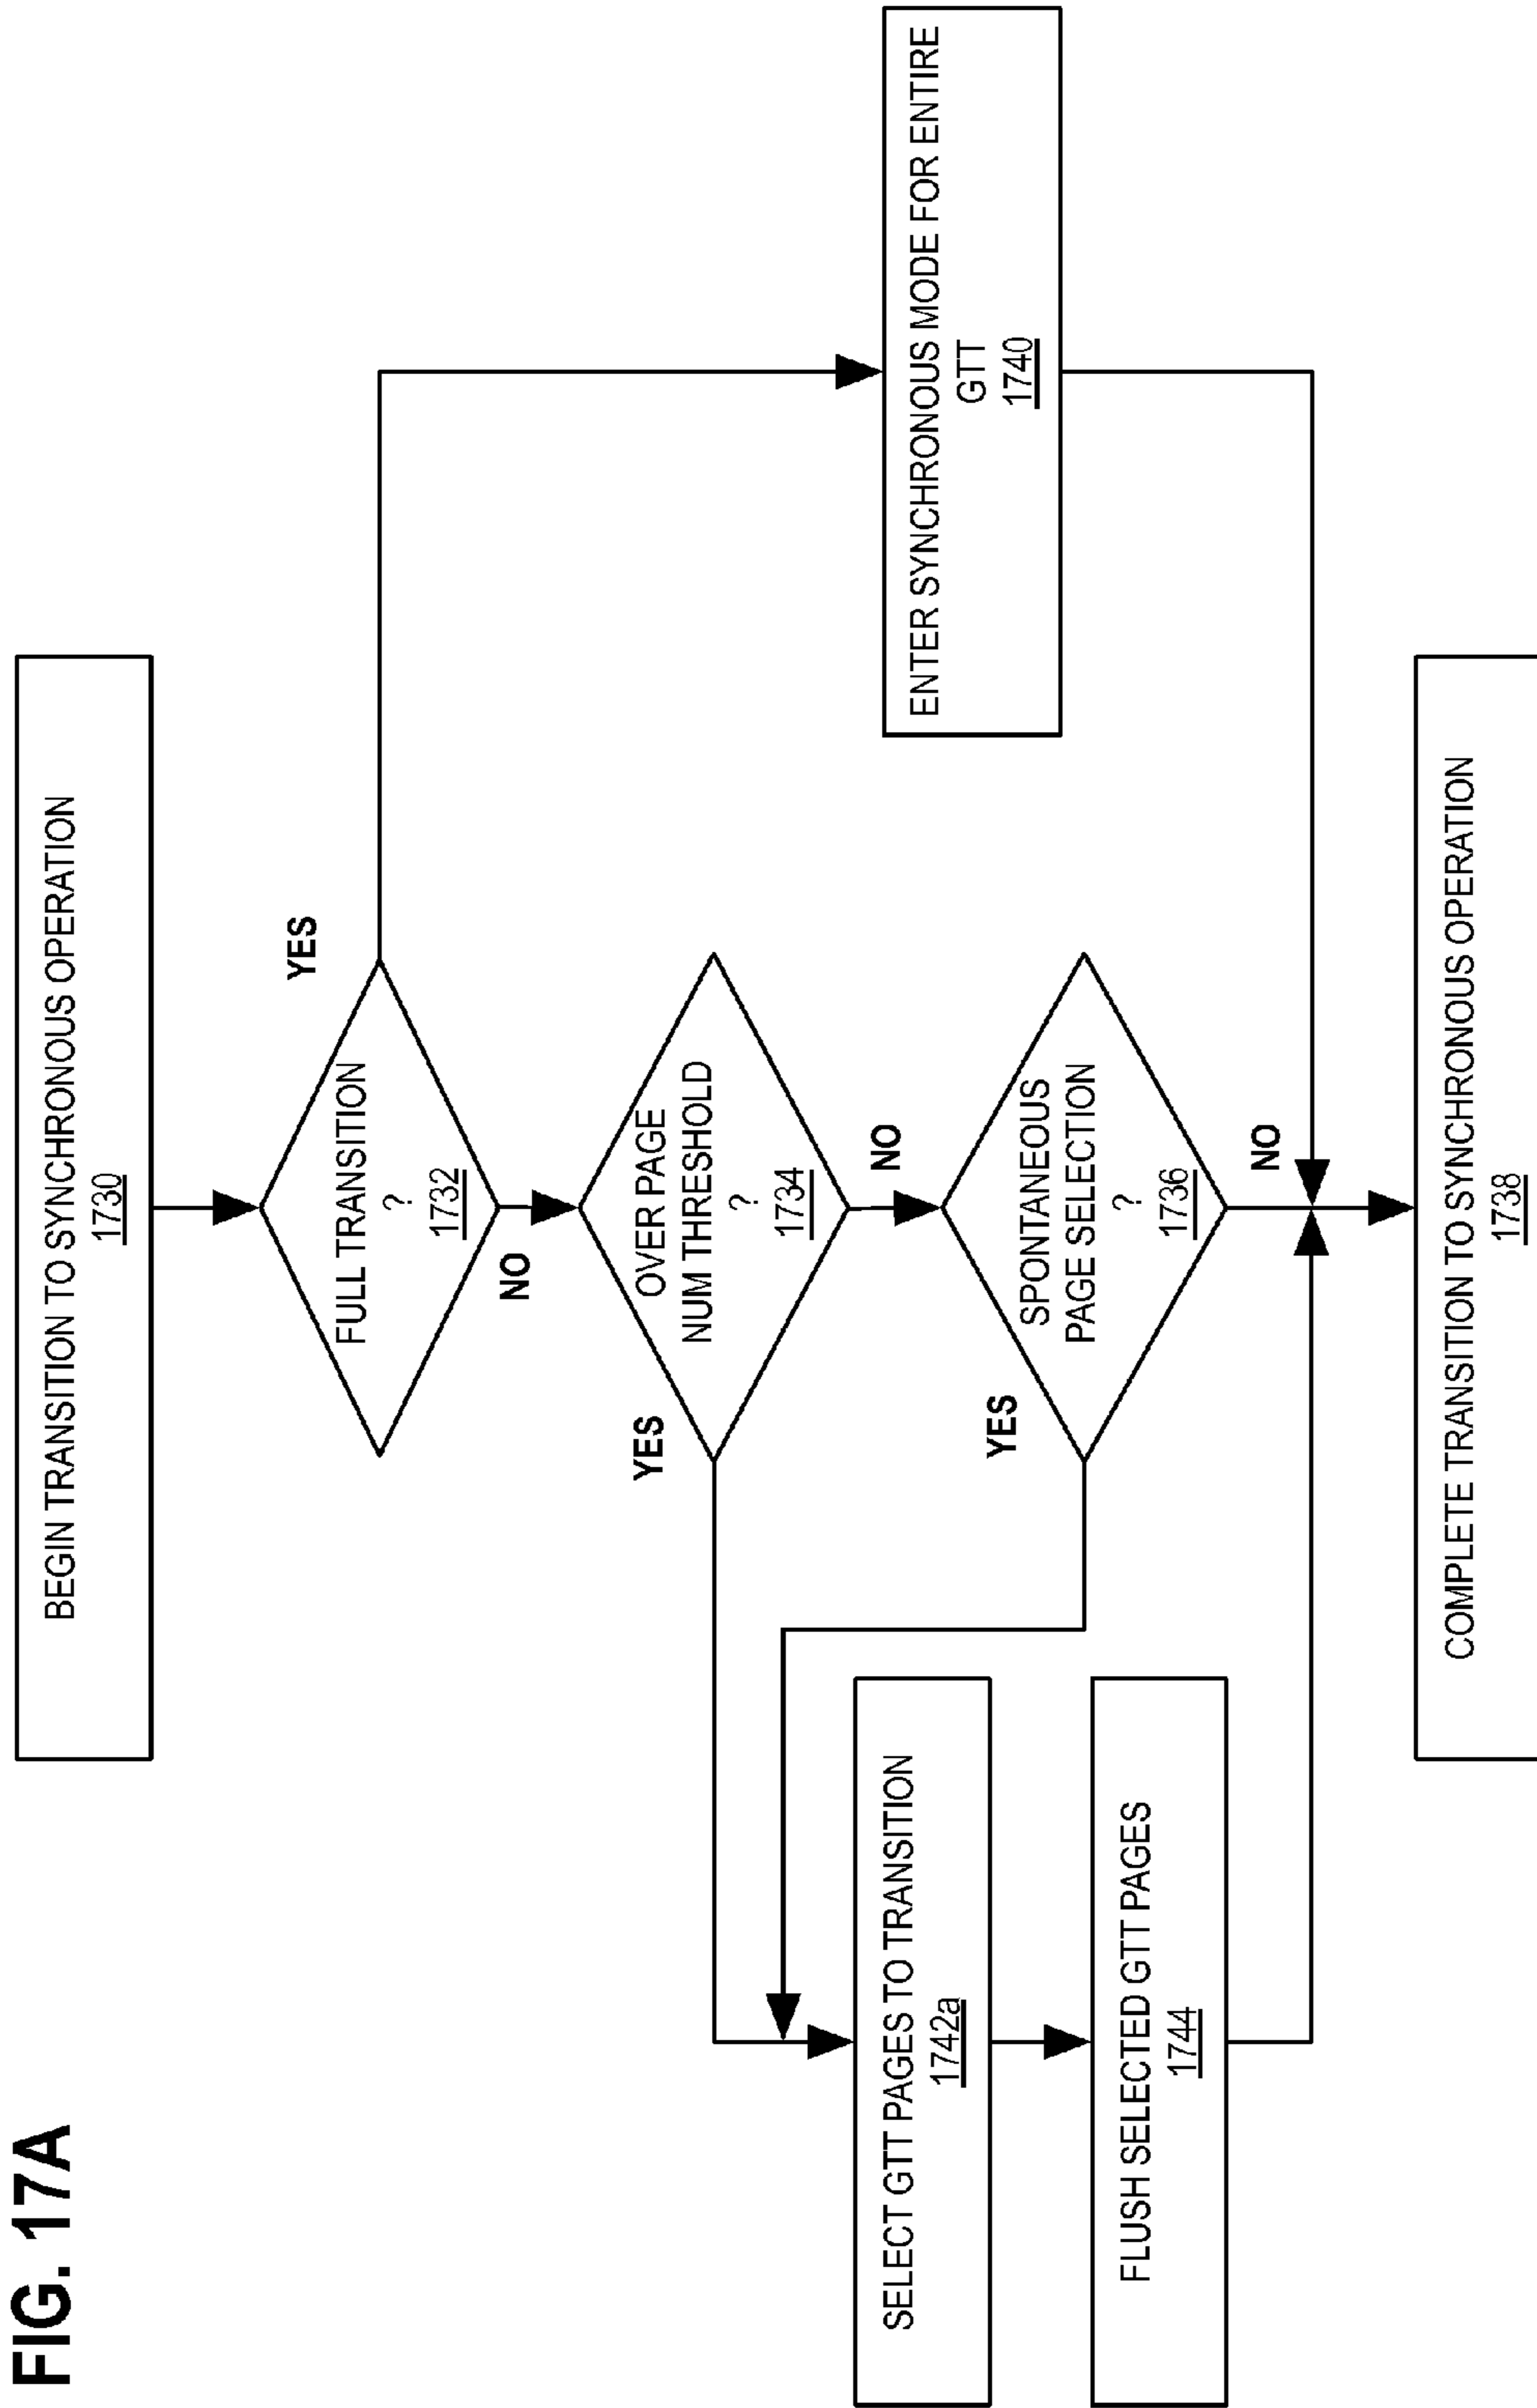 FIG. 17A
BEGIN TRANSITION TO SYNCHRONOUS OPERATION
1730
FULL TRANSITION
?
1732
YES
NO
OVER PAGE
NUM THRESHOLD
?
1734
YES
NO
SPONTANEOUS
PAGE SELECTION
?
1736
YES
NO
SELECT GTT PAGES TO TRANSITION
1742a
FLUSH SELECTED GTT PAGES
1744
ENTER SYNCHRONOUS MODE FOR ENTIRE
GTT
1740
COMPLETE TRANSITION TO SYNCHRONOUS OPERATION
1738